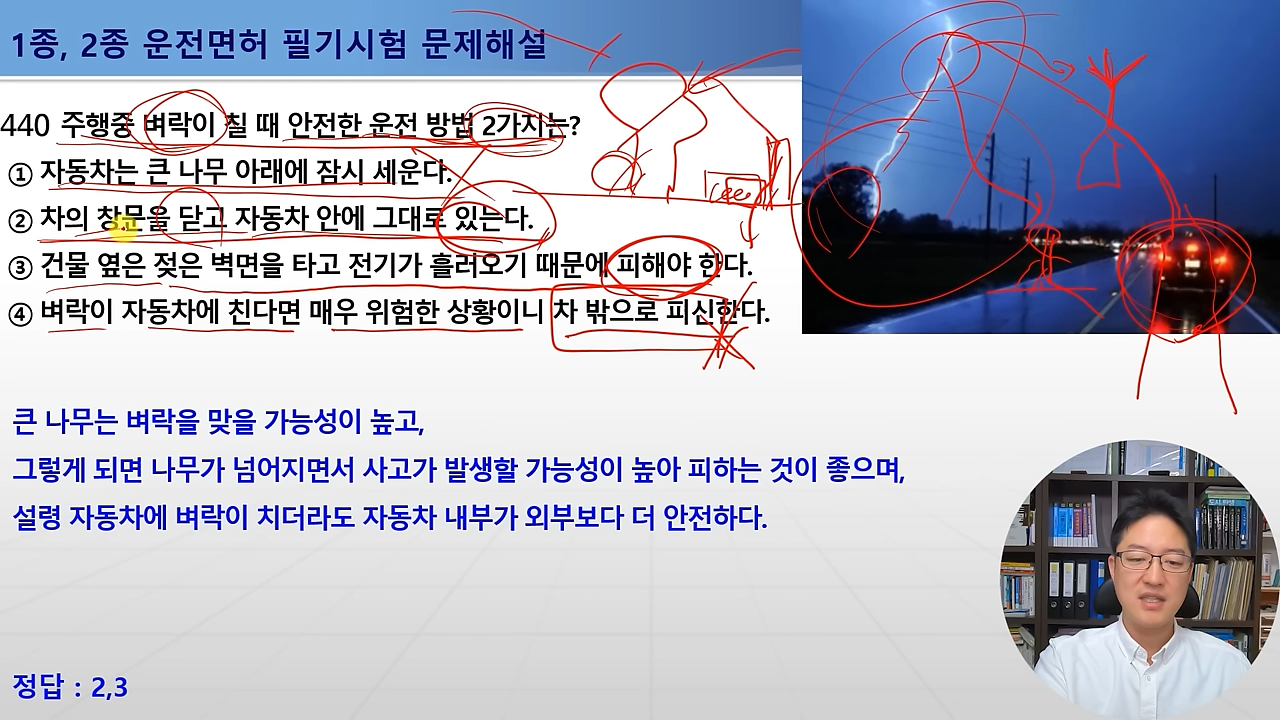 1종, 2종 운전면허 필기시험 문제해설
440 주행중 벼락이 칠 때 안전한 운전 방법 2가지는?
① 자동차는 큰 나무 아래에 잠시 세운다.
② 차의 창문을 닫고 자동차 안에 그대로 있는다.
③ 건물 옆은 젖은 벽면을 타고 전기가 흘러오기 때문에 피해야 한다.
④ 벼락이 자동차에 친다면 매우 위험한 상황이니 차 밖으로 피신한다.
큰 나무는 벼락을 맞을 가능성이 높고,
그렇게 되면 나무가 넘어지면서 사고가 발생할 가능성이 높아 피하는 것이 좋으며,
설령 자동차에 벼락이 치더라도 자동차 내부가 외부보다 더 안전하다.
정답 : 2,3